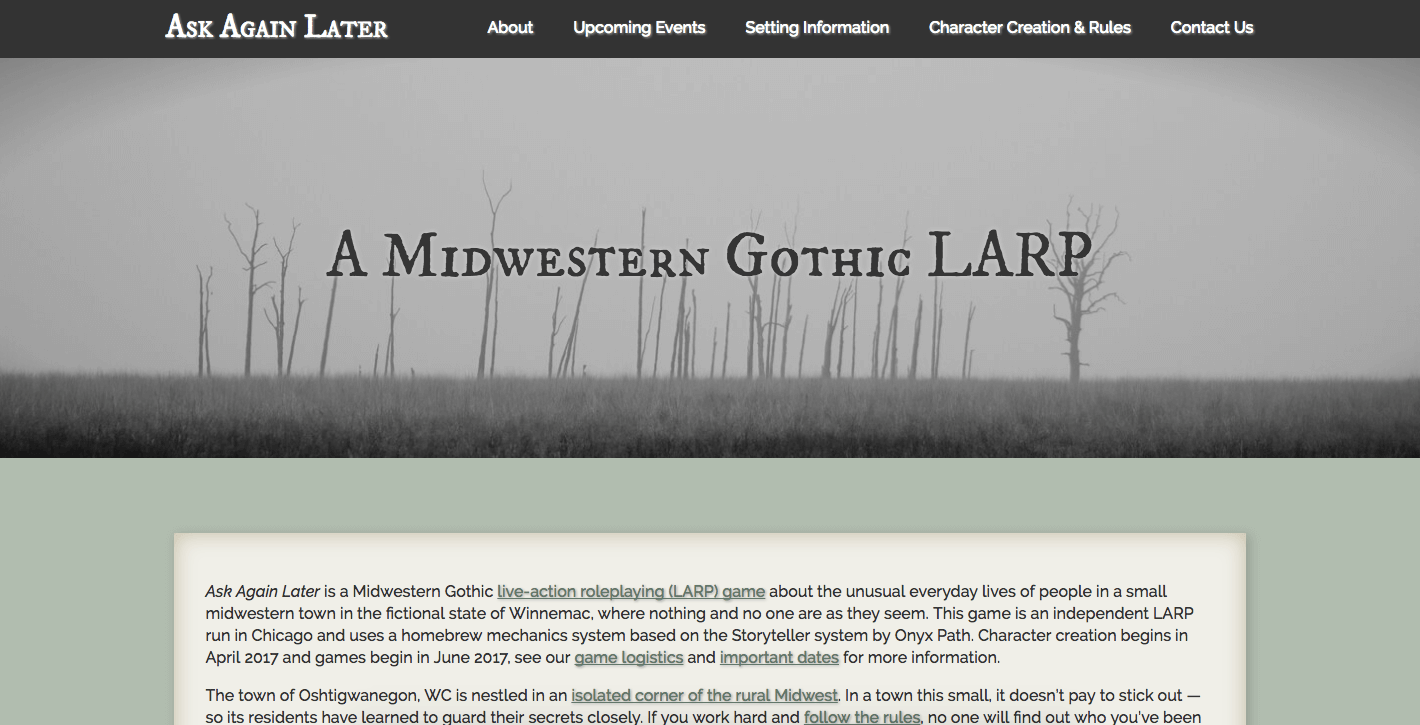 Ask Again Later
About
Upcoming Events
Setting Information
Character Creation & Rules
Contact Us
A Midwestern Gothic LARP
Ask Again Later is a Midwestern Gothic live-action roleplaying (LARP) game about the unusual everyday lives of people in a small
midwestern town in the fictional state of Winnemac, where nothing and no one are as they seem. This game is an independent LARP
run in Chicago and uses a homebrew mechanics system based on the Storyteller system by Onyx Path. Character creation begins in
April 2017 and games begin in June 2017, see our game logistics and important dates for more information.
The town of Oshtigwanegon, WC is nestled in an isolated corner of the rural Midwest. In a town this small, it doesn't pay to stick out —
so its residents have learned to guard their secrets closely. If you work hard and follow the rules, no one will find out who you've been